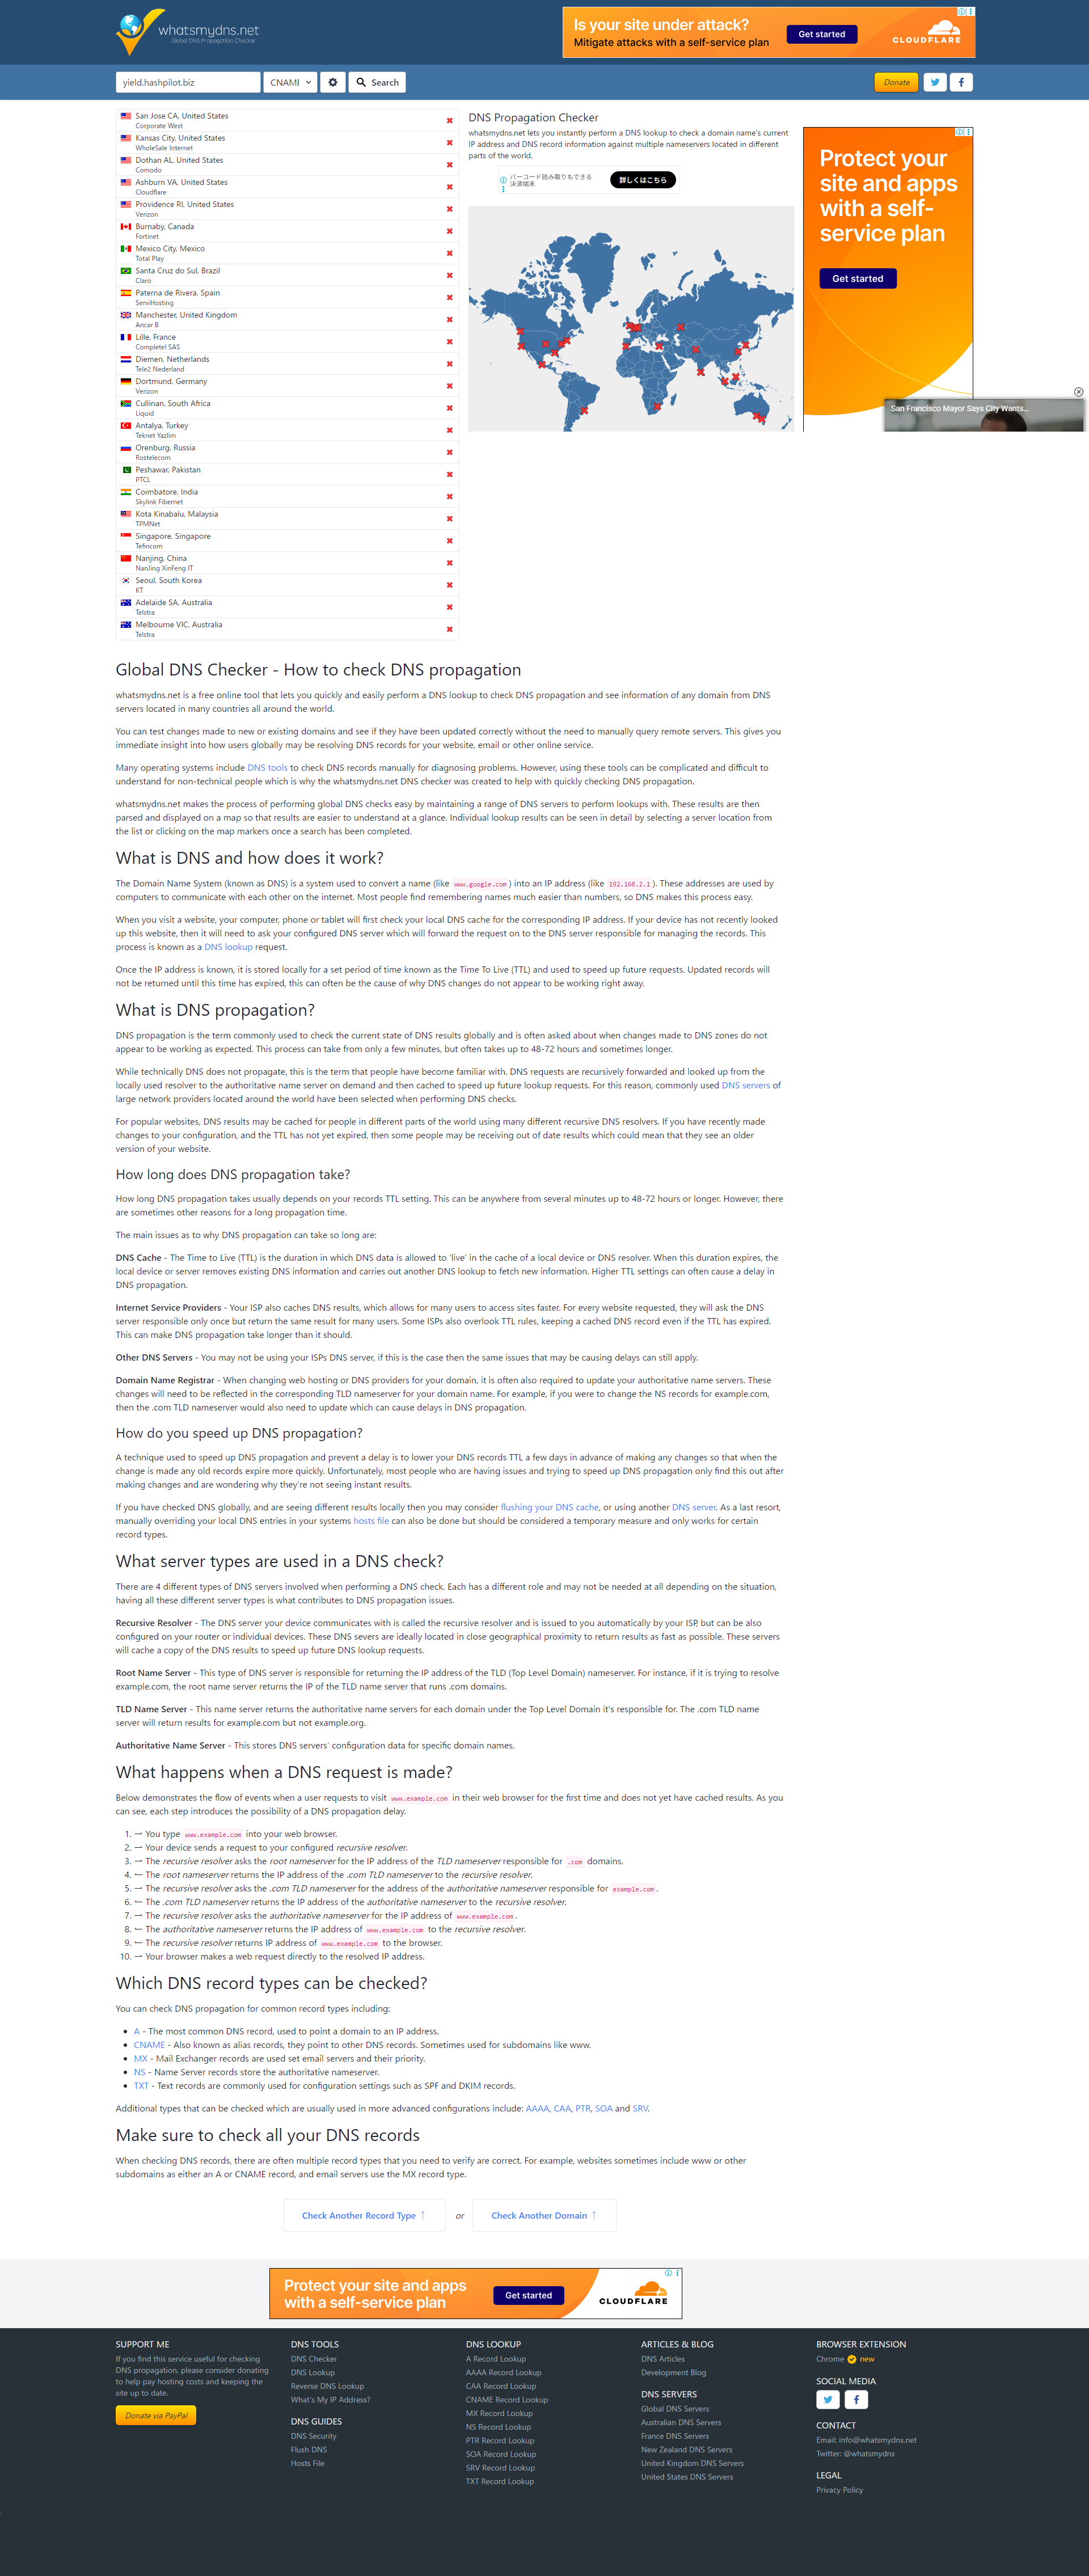 whatsmydns.net
Global DNS Propagation Checker
Is your site under attack?
Mitigate attacks with a self-service plan
Get started
CLOUDFLARE
yield.hashpilot.biz
CNAME
Search
Donate
San Jose CA, United States
Corporate West
Kansas City, United States
WholeSale Internet
Dothan AL, United States
Comodo
Ashburn VA, United States
Cloudflare
Providence RI, United States
Verizon
Burnaby, Canada
Fortinet
Mexico City, Mexico
Total Play
Santa Cruz do Sul, Brazil
Claro
Paterna de Rivera, Spain
ServiHosting
Manchester, United Kingdom
Ancar B
Lille, France
Completel SAS
Diemen, Netherlands
Tele2 Nederland
Dortmund, Germany
Verizon
Cullinan, South Africa
Liquid
Antalya, Turkey
Teknet Yazlim
Orenburg, Russia
Rostelecom
Peshawar, Pakistan
PTCL
Coimbatore, India
Skylink Fibernet
Kota Kinabalu, Malaysia
TPMNet
Singapore, Singapore
Tefincom
Nanjing, China
NanJing XinFeng IT
Seoul, South Korea
KT
Adelaide SA, Australia
Telstra
Melbourne VIC, Australia
Telstra
DNS Propagation Checker
whatsmydns.net lets you instantly perform a DNS lookup to check a domain name's current
IP address and DNS record information against multiple nameservers located in different
parts of the world.
バーコード読み取りもできる
決済端末
詳しくはこちら
Protect your
site and apps
with a self-
service plan
Get started
San Francisco Mayor Says City Wants...
Global DNS Checker - How to check DNS propagation
whatsmydns.net is a free online tool that lets you quickly and easily perform a DNS lookup to check DNS propagation and see information of any domain from DNS
servers located in many countries all around the world.
You can test changes made to new or existing domains and see if they have been updated correctly without the need to manually query remote servers. This gives you
immediate insight into how users globally may be resolving DNS records for your website, email or other online service.
Many operating systems include DNS tools to check DNS records manually for diagnosing problems. However, using these tools can be complicated and difficult to
understand for non-technical people which is why the whatsmydns.net DNS checker was created to help with quickly checking DNS propagation.
whatsmydns.net makes the process of performing global DNS checks easy by maintaining a range of DNS servers to perform lookups with. These results are then
parsed and displayed on a map so that results are easier to understand at a glance. Individual lookup results can be seen in detail by selecting a server location from
the list or clicking on the map markers once a search has been completed.
What is DNS and how does it work?
The Domain Name System (known as DNS) is a system used to convert a name (like www.google.com) into an IP address (like 192.168.2.1). These addresses are used by
computers to communicate with each other on the internet. Most people find remembering names much easier than numbers, so DNS makes this process easy.
When you visit a website, your computer, phone or tablet will first check your local DNS cache for the corresponding IP address. If your device has not recently looked
up this website, then it will need to ask your configured DNS server which will forward the request on to the DNS server responsible for managing the records. This
process is known as a DNS lookup request.
Once the IP address is known, it is stored locally for a set period of time known as the Time To Live (TTL) and used to speed up future requests. Updated records will
not be returned until this time has expired, this can often be the cause of why DNS changes do not appear to be working right away.
What is DNS propagation?
DNS propagation is the term commonly used to check the current state of DNS results globally and is often asked about when changes made to DNS zones do not
appear to be working as expected. This process can take from only a few minutes, but often takes up to 48-72 hours and sometimes longer.
While technically DNS does not propagate, this is the term that people have become familiar with. DNS requests are recursively forwarded and looked up from the
locally used resolver to the authoritative name server on demand and then cached to speed up future lookup requests. For this reason, commonly used DNS servers of
large network providers located around the world have been selected when performing DNS checks.
For popular websites, DNS results may be cached for people in different parts of the world using many different recursive DNS resolvers. If you have recently made
changes to your configuration, and the TTL has not yet expired, then some people may be receiving out of date results which could mean that they see an older
version of your website.
How long does DNS propagation take?
How long DNS propagation takes usually depends on your records TTL setting. This can be anywhere from several minutes up to 48-72 hours or longer. However, there
are sometimes other reasons for a long propagation time.
The main issues as to why DNS propagation can take so long are:
DNS Cache - The Time to Live (TTL) is the duration in which DNS data is allowed to 'live' in the cache of a local device or DNS resolver. When this duration expires, the
local device or server removes existing DNS information and carries out another DNS lookup to fetch new information. Higher TTL settings can often cause a delay in
DNS propagation.
Internet Service Providers - Your ISP also caches DNS results, which allows for many users to access sites faster. For every website requested, they will ask the DNS
server responsible only once but return the same result for many users. Some ISPs also overlook TTL rules, keeping a cached DNS record even if the TTL has expired.
This can make DNS propagation take longer than it should.
Other DNS Servers - You may not be using your ISPs DNS server, if this is the case then the same issues that may be causing delays can still apply.
Domain Name Registrar - When changing web hosting or DNS providers for your domain, it is often also required to update your authoritative name servers. These
changes will need to be reflected in the corresponding TLD nameserver for your domain name. For example, if you were to change the NS records for example.com,
then the .com TLD nameserver would also need to update which can cause delays in DNS propagation.
How do you speed up DNS propagation?
A technique used to speed up DNS propagation and prevent a delay is to lower your DNS records TTL a few days in advance of making any changes so that when the
change is made any old records expire more quickly. Unfortunately, most people who are having issues and trying to speed up DNS propagation only find this out after
making changes and are wondering why they're not seeing instant results.
If you have checked DNS globally, and are seeing different results locally then you may consider flushing your DNS cache, or using another DNS server. As a last resort,
manually overriding your local DNS entries in your systems hosts file can also be done but should be considered a temporary measure and only works for certain
record types.
What server types are used in a DNS check?
There are 4 different types of DNS servers involved when performing a DNS check. Each has a different role and may not be needed at all depending on the situation,
having all these different server types is what contributes to DNS propagation issues.
Recursive Resolver - The DNS server your device communicates with is called the recursive resolver and is issued to you automatically by your ISP, but can be also
configured on your router or individual devices. These DNS severs are ideally located in close geographical proximity to return results as fast as possible. These servers
will cache a copy of the DNS results to speed up future DNS lookup requests.
Root Name Server - This type of DNS server is responsible for returning the IP address of the TLD (Top Level Domain) nameserver. For instance, if it is trying to resolve
example.com, the root name server returns the IP of the TLD name server that runs .com domains.
TLD Name Server - This name server returns the authoritative name servers for each domain under the Top Level Domain it's responsible for. The .com TLD name
server will return results for example.com but not example.org.
Authoritative Name Server - This stores DNS servers' configuration data for specific domain names.
What happens when a DNS request is made?
Below demonstrates the flow of events when a user requests to visit www.example.com in their web browser for the first time and does not yet have cached results. As you
can see, each step introduces the possibility of a DNS propagation delay.
1. → You type www.example.com into your web browser.
2. → Your device sends a request to your configured recursive resolver.
3. → The recursive resolver asks the root nameserver for the IP address of the TLD nameserver responsible for .com domains.
4. ← The root nameserver returns the IP address of the .com TLD nameserver to the recursive resolver.
5. → The recursive resolver asks the .com TLD nameserver for the address of the authoritative nameserver responsible for example.com.
6. ← The .com TLD nameserver returns the IP address of the authoritative nameserver to the recursive resolver.
7. → The recursive resolver asks the authoritative nameserver for the IP address of www.example.com.
8. ← The authoritative nameserver returns the IP address of www.example.com to the recursive resolver.
9. ← The recursive resolver returns IP address of www.example.com to the browser.
10. → Your browser makes a web request directly to the resolved IP address.
Which DNS record types can be checked?
You can check DNS propagation for common record types including:
• A - The most common DNS record, used to point a domain to an IP address.
• CNAME - Also known as alias records, they point to other DNS records. Sometimes used for subdomains like www.
• MX - Mail Exchanger records are used set email servers and their priority.
• NS - Name Server records store the authoritative nameserver.
• TXT - Text records are commonly used for configuration settings such as SPF and DKIM records.
Additional types that can be checked which are usually used in more advanced configurations include: AAAA, CAA, PTR, SOA and SRV.
Make sure to check all your DNS records
When checking DNS records, there are often multiple record types that you need to verify are correct. For example, websites sometimes include www or other
subdomains as either an A or CNAME record, and email servers use the MX record type.
Check Another Record Type ↑ or Check Another Domain ↑
Protect your site and apps
with a self-service plan
Get started
CLOUDFLARE
SUPPORT ME
If you find this service useful for checking
DNS propagation, please consider donating
to help pay hosting costs and keeping the
site up to date.
Donate via PayPal
DNS TOOLS
DNS Checker
DNS Lookup
Reverse DNS Lookup
What's My IP Address?
DNS GUIDES
DNS Security
Flush DNS
Hosts File
DNS LOOKUP
A Record Lookup
AAAA Record Lookup
CAA Record Lookup
CNAME Record Lookup
MX Record Lookup
NS Record Lookup
PTR Record Lookup
SOA Record Lookup
SRV Record Lookup
TXT Record Lookup
ARTICLES & BLOG
DNS Articles
Development Blog
DNS SERVERS
Global DNS Servers
Australian DNS Servers
France DNS Servers
New Zealand DNS Servers
United Kingdom DNS Servers
United States DNS Servers
BROWSER EXTENSION
Chrome new
SOCIAL MEDIA
CONTACT
Email: info@whatsmydns.net
Twitter: @whatsmydns
LEGAL
Privacy Policy